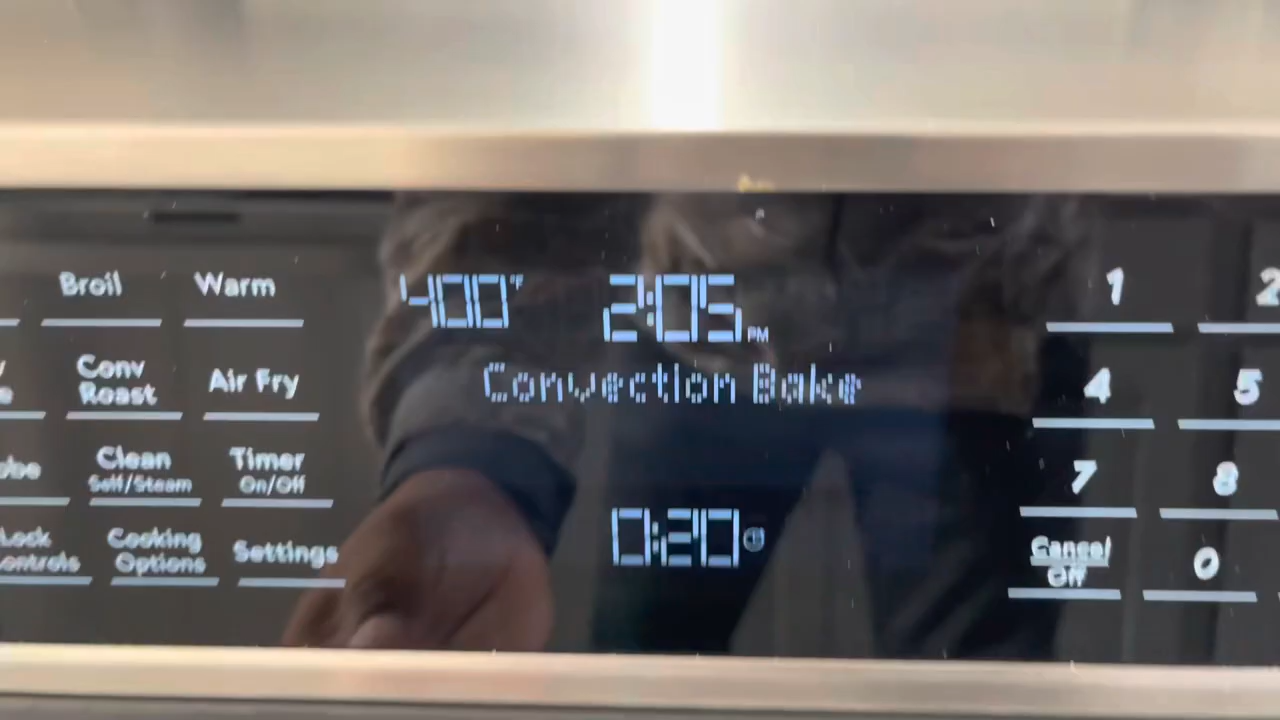 Broil Warm
400°F 2:05 PM
1 2
Conv Roast
Air Fry
Convection Bake
4 5
Clean
Self/Steam
Timer
On/Off
7 8
Cooking
Options
Settings
0:20
Cancel
Off
0
Lock